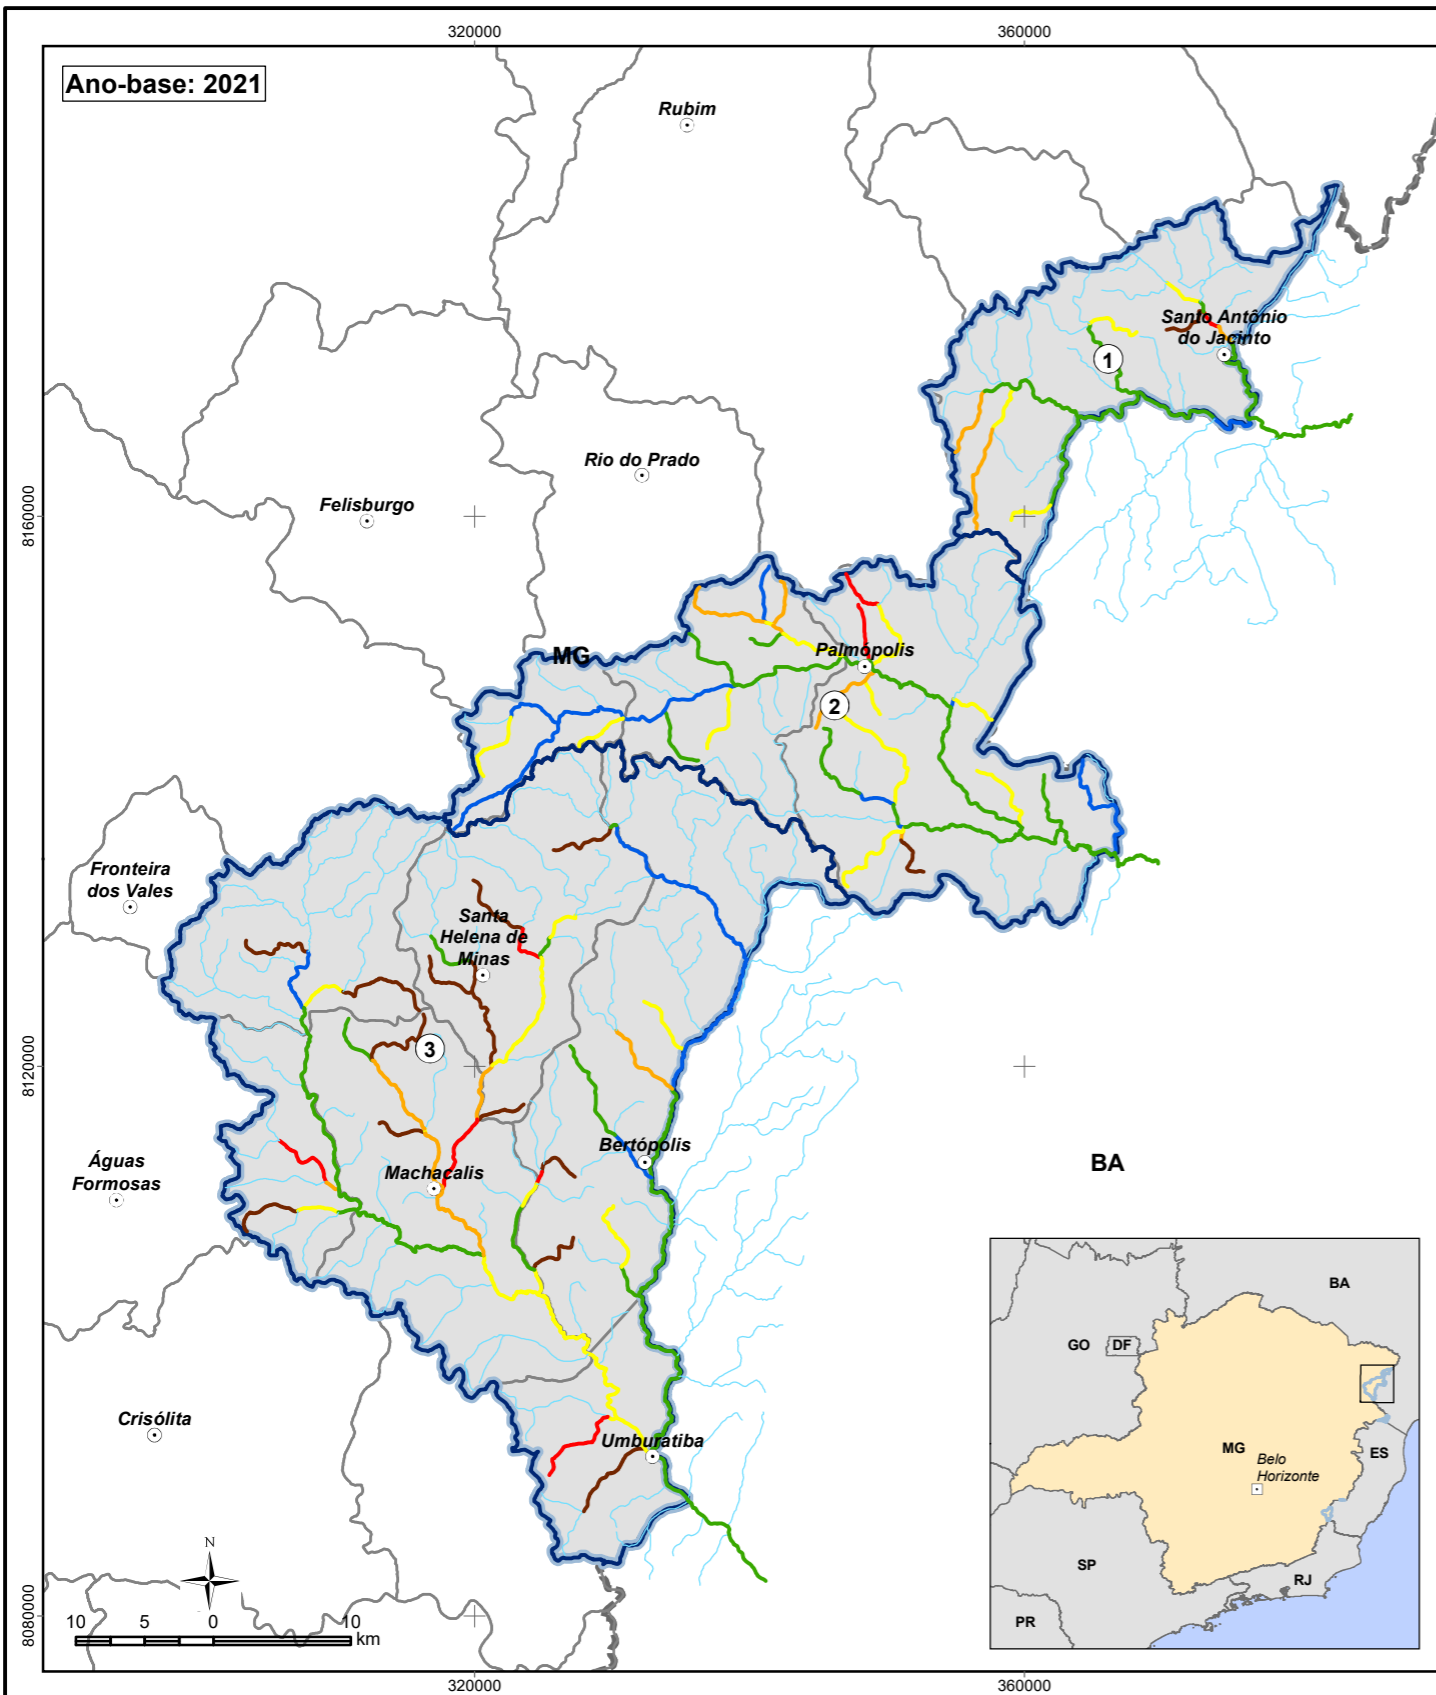 320000
360000
Ano-base: 2021
Rubim
Santo Antônio
do Jacinto
1
Rio do Prado
Felisburgo
8160000
MG
Palmópolis
2
Fronteira
dos Vales
Santa
Helena de
Minas
3
8120000
Bertópolis
BA
Águas
Formosas
Machacalis
Crisólita
Umburatiba
BA
GO
DF
MG
Belo
Horizonte
ES
SP
RJ
PR
N
10
5
0
10
km
8080000
320000
360000